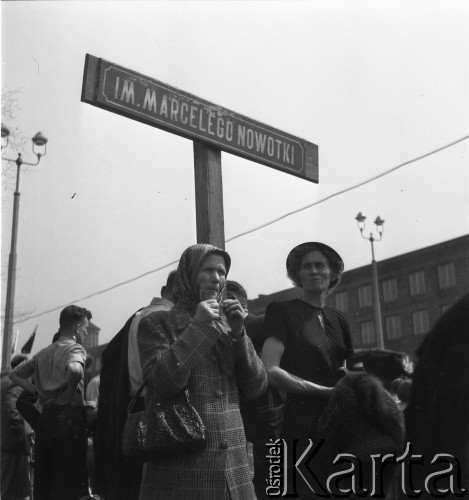 IM. MARCELEGO NOWOTKI
Ośrodek
Karta